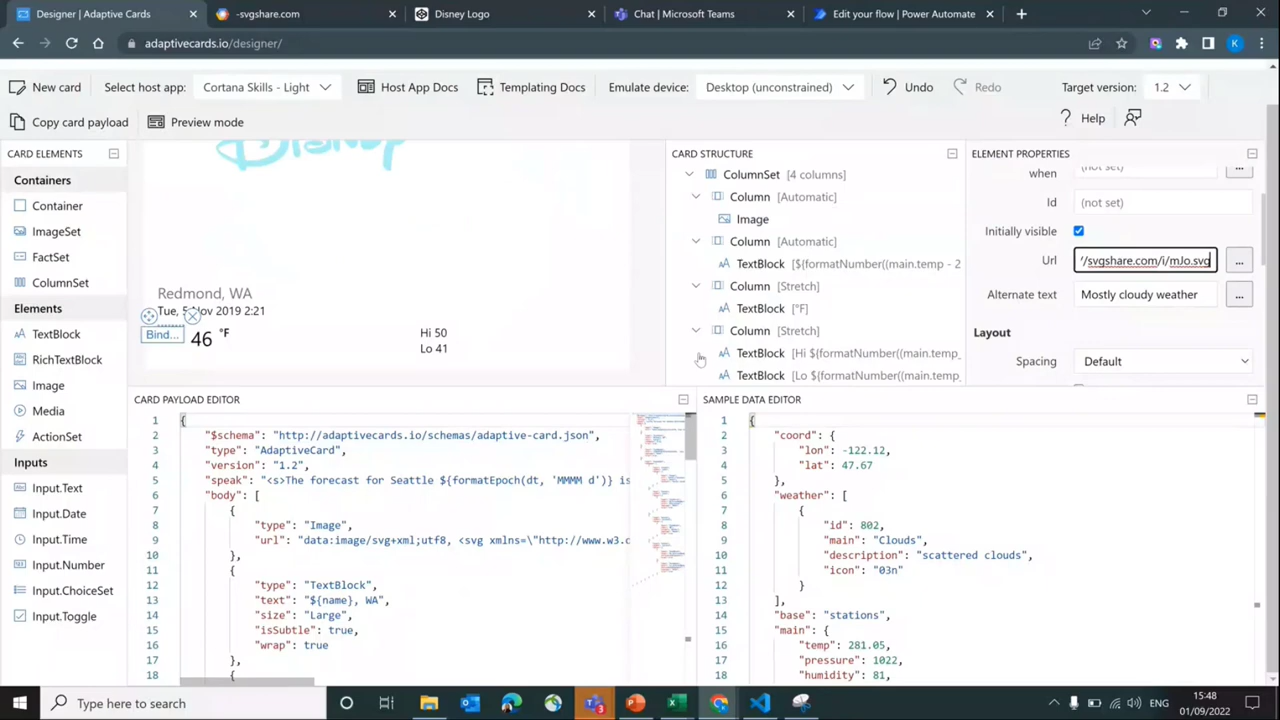 Designer | Adaptive Cards
-svgshare.com
Disney Logo
Chat | Microsoft Teams
Edit your flow | Power Automate
adaptivecards.io/designer/
K
New card
Select host app:
Cortana Skills - Light
Host App Docs
Templating Docs
Emulate device:
Desktop (unconstrained)
Undo
Redo
Target version:
1.2
Copy card payload
Preview mode
Help
CARD ELEMENTS
Containers
Container
ImageSet
FactSet
ColumnSet
Elements
TextBlock
RichTextBlock
Image
Media
ActionSet
Inputs
Input.Text
Input.Date
Input.Time
Input.Number
Input.ChoiceSet
Input.Toggle
Disney
Redmond, WA
Tue, 5 Nov 2019 2:21
Bind...
46 °F
Hi 50
Lo 41
CARD STRUCTURE
ColumnSet [4 columns]
Column [Automatic]
Image
Column [Automatic]
TextBlock [${formatNumber((main.temp - 2
Column [Stretch]
TextBlock [°F]
Column [Stretch]
TextBlock [Hi ${formatNumber((main.temp_
TextBlock [Lo ${formatNumber((main.temp_
ELEMENT PROPERTIES
when (not set) ...
Id (not set)
Initially visible
Url //svgshare.com/i/mJo.svg ...
Alternate text Mostly cloudy weather ...
Layout
Spacing Default
CARD PAYLOAD EDITOR
1 {
2 "$schema": "http://adaptivecards.io/schemas/adaptive-card.json",
3 "type": "AdaptiveCard",
4 "version": "1.2",
5 "speak": "<s>The forecast for Seattle ${formatEpoch(dt, 'MMMM d')} is
6 "body": [
7 {
8 "type": "Image",
9 "url": "data:image/svg+xml;utf8, <svg xmlns=\"http://www.w3.o
10 },
11 {
12 "type": "TextBlock",
13 "text": "${name}, WA",
14 "size": "Large",
15 "isSubtle": true,
16 "wrap": true
17 },
18 {
SAMPLE DATA EDITOR
1 {
2 "coord": {
3 "lon": -122.12,
4 "lat": 47.67
5 },
6 "weather": [
7 {
8 "id": 802,
9 "main": "Clouds",
10 "description": "scattered clouds",
11 "icon": "03n"
12 }
13 ],
14 "base": "stations",
15 "main": {
16 "temp": 281.05,
17 "pressure": 1022,
18 "humidity": 81,
Type here to search
3
ENG
15:48
01/09/2022